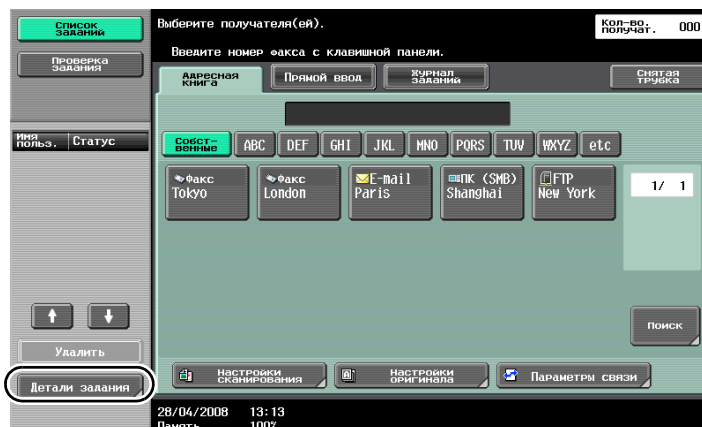 Список
заданий
Проверка
задания
Имя
польз.
Статус
Удалить
Детали задания
Выберите получателя(ей).
Кол-во.
получат.
000
Введите номер факса с клавишной панели.
Адресная
книга
Прямой ввод
Журнал
заданий
Снятая
трубка
Собст-
венные
ABC
DEF
GHI
JKL
MNO
PQRS
TUV
WXYZ
etc
Факс
Tokyo
Факс
London
E-mail
Paris
ПК (SMB)
Shanghai
FTP
New York
1/ 1
Поиск
Настройки
сканирования
Настройки
оригинала
Параметры связи
28/04/2008 13:13
Память 100%